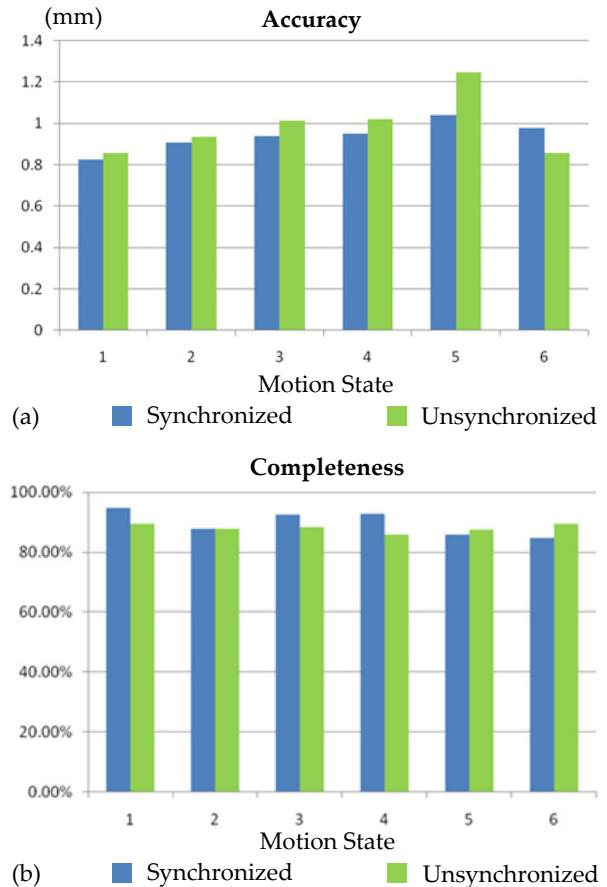 (mm) Accuracy
1.4
1.2
1
0.8
0.6
0.4
0.2
0
1 2 3 4 5 6
Motion State
(a) Synchronized Unsynchronized
Completeness
100.00%
80.00%
60.00%
40.00%
20.00%
0.00%
1 2 3 4 5 6
Motion State
(b) Synchronized Unsynchronized